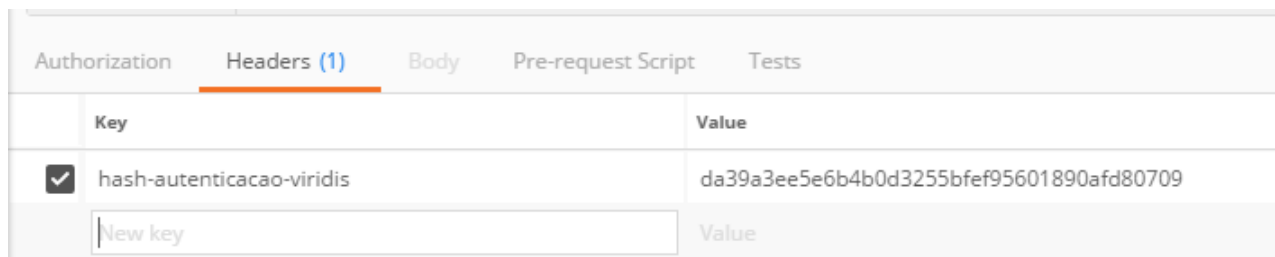 Authorization Headers (1) Body Pre-request Script Tests
Key Value
hash-autenticacao-viridis da39a3ee5e6b4b0d3255bfef95601890afd80709
New key Value